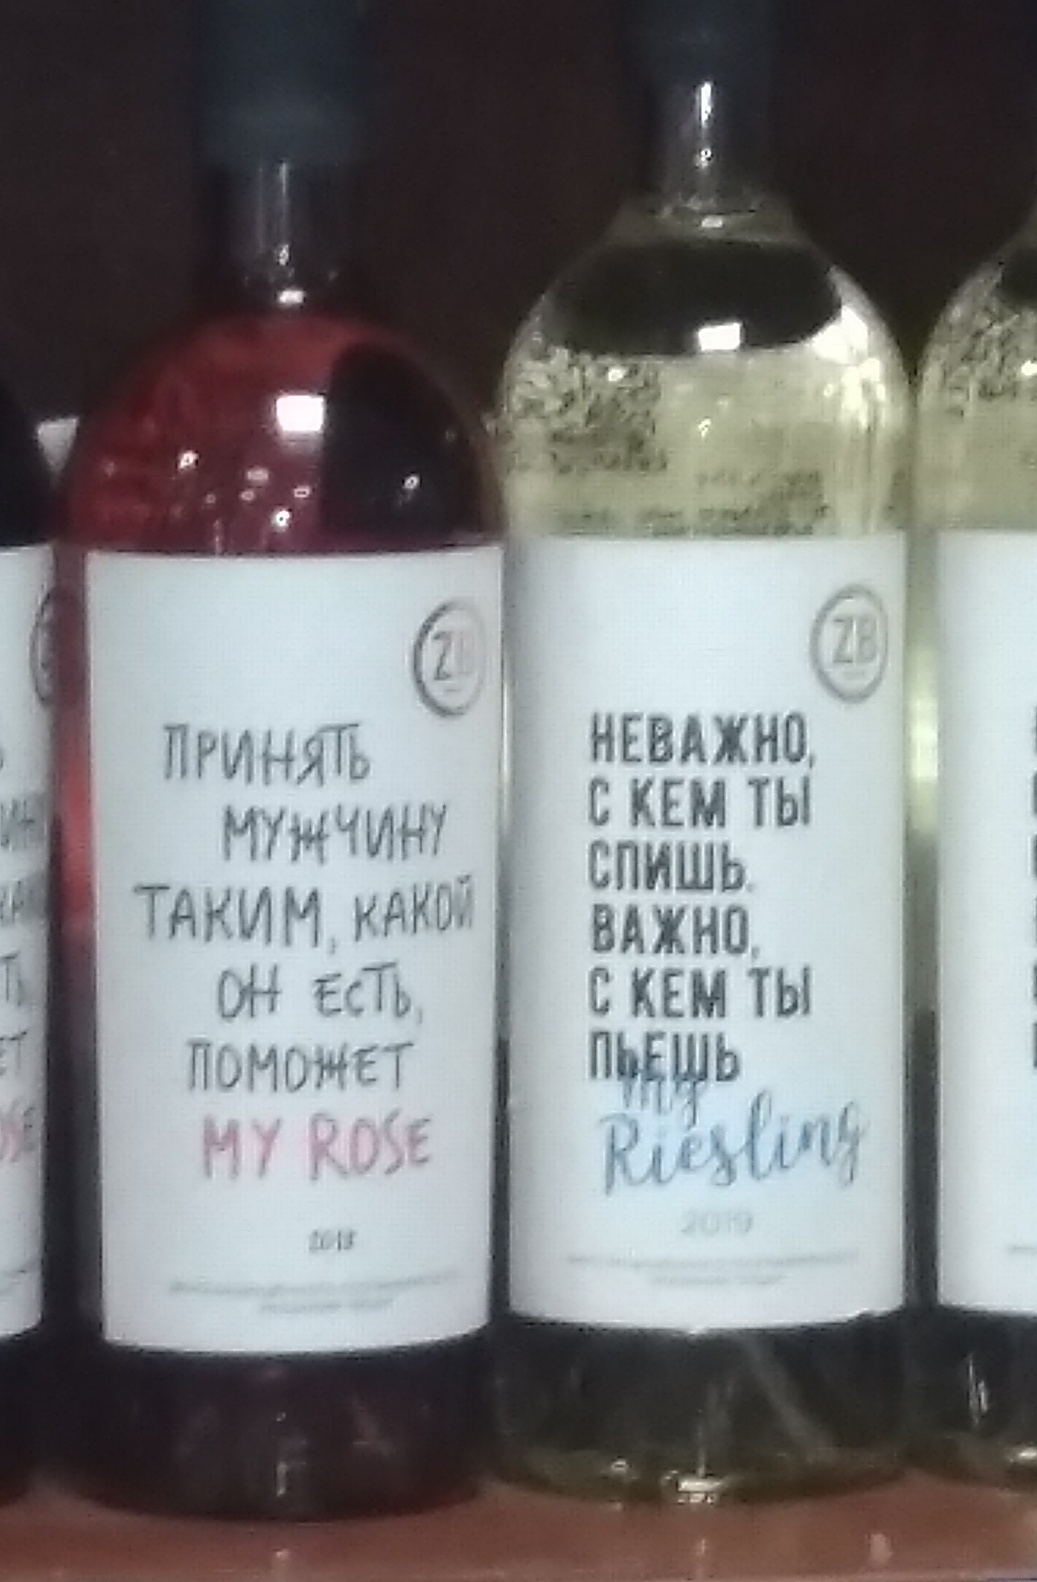 ZB
ПРИНЯТЬ
МУЖЧИНУ
ТАКИМ, КАКОЙ
ОН ЕСТЬ,
ПОМОЖЕТ
MY ROSE
2018
ZB
НЕВАЖНО,
С КЕМ ТЫ
СПИШЬ.
ВАЖНО,
С КЕМ ТЫ
ПЬЕШЬ
my
Riesling
2019